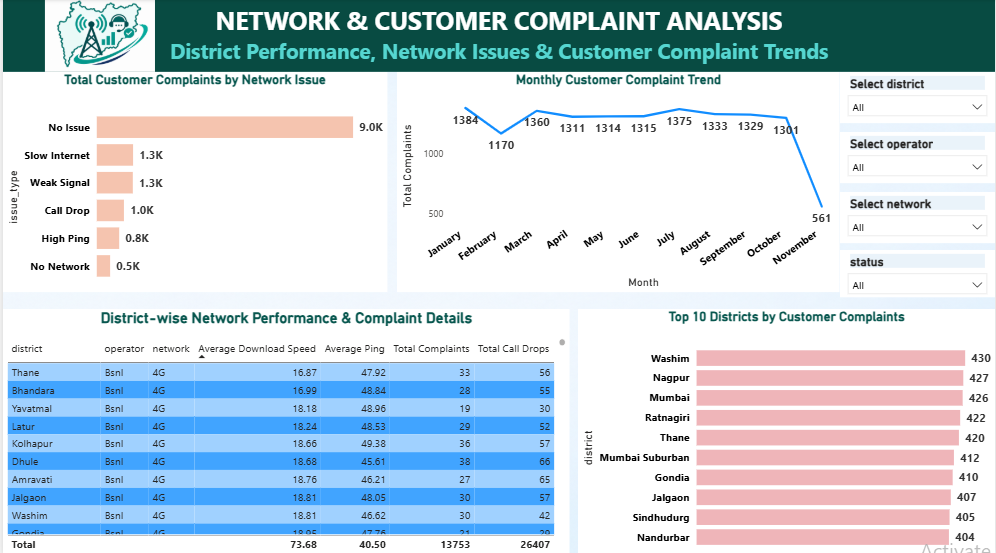 NETWORK & CUSTOMER COMPLAINT ANALYSIS
District Performance, Network Issues & Customer Complaint Trends
Total Customer Complaints by Network Issue
issue_type
No Issue 9.0K
Slow Internet 1.3K
Weak Signal 1.3K
Call Drop 1.0K
High Ping 0.8K
No Network 0.5K
Monthly Customer Complaint Trend
Total Complaints
1000
500
1384 1170 1360 1311 1314 1315 1375 1333 1329 1301 561
January February March April May June July August September October November
Month
Select district
All
Select operator
All
Select network
All
status
All
District-wise Network Performance & Complaint Details
district operator network Average Download Speed Average Ping Total Complaints Total Call Drops
Thane Bsnl 4G 16.87 47.92 33 56
Bhandara Bsnl 4G 16.99 48.84 28 55
Yavatmal Bsnl 4G 18.18 48.96 19 30
Latur Bsnl 4G 18.24 48.53 29 52
Kolhapur Bsnl 4G 18.66 49.38 36 57
Dhule Bsnl 4G 18.68 45.61 38 66
Amravati Bsnl 4G 18.76 46.21 27 65
Jalgaon Bsnl 4G 18.81 48.05 30 57
Washim Bsnl 4G 18.81 46.62 30 42
Gondia Bsnl 4G 18.95 47.76 21 29
Total 73.68 40.50 13753 26407
Top 10 Districts by Customer Complaints
district
Washim 430
Nagpur 427
Mumbai 426
Ratnagiri 422
Thane 420
Mumbai Suburban 412
Gondia 410
Jalgaon 407
Sindhudurg 405
Nandurbar 404
Activate